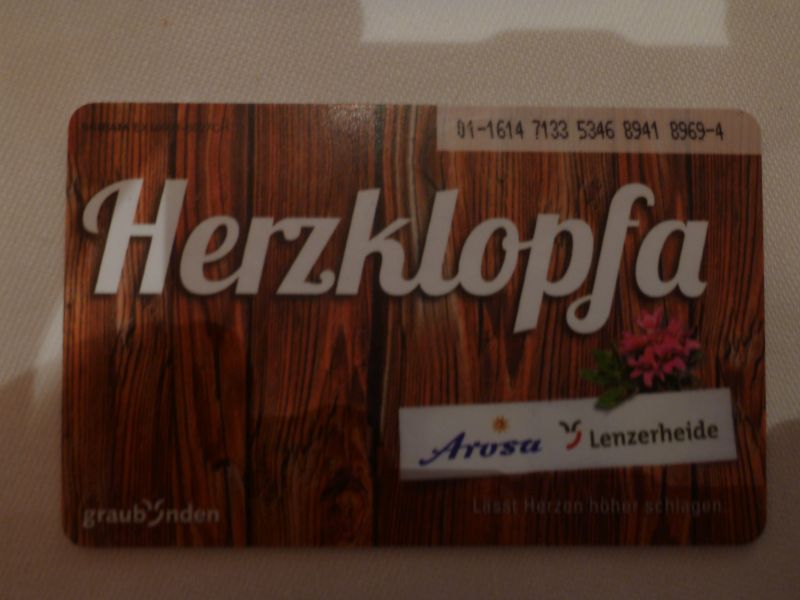 01-1614 7133 5346 8941 8969-4
Herzklopfa
Arosa Lenzerheide
graubünden
Lässt Herzen höher schlagen.